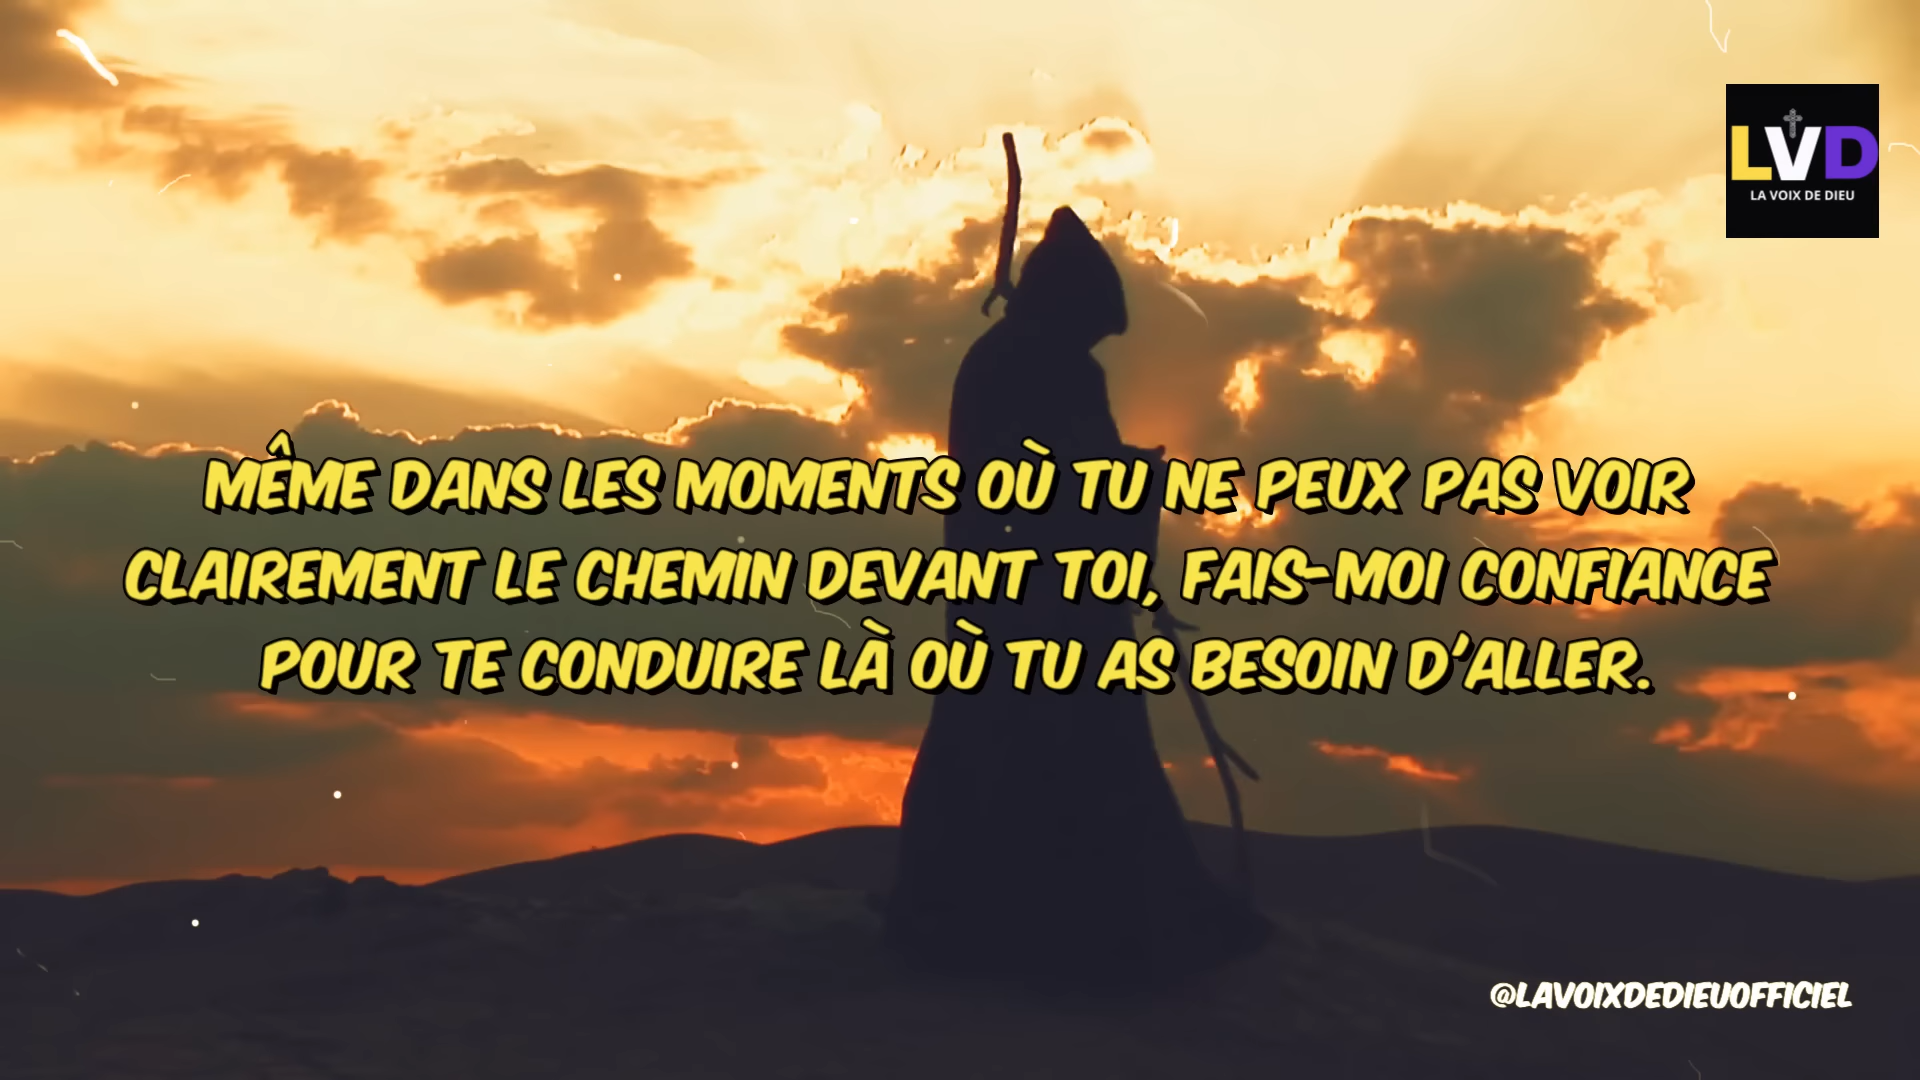 LVD
LA VOIX DE DIEU
MÊME DANS LES MOMENTS OÙ TU NE PEUX PAS VOIR
CLAIREMENT LE CHEMIN DEVANT TOI, FAIS-MOI CONFIANCE
POUR TE CONDUIRE LÀ OÙ TU AS BESOIN D'ALLER.
@LAVOIXDEDIEUOFFICIEL